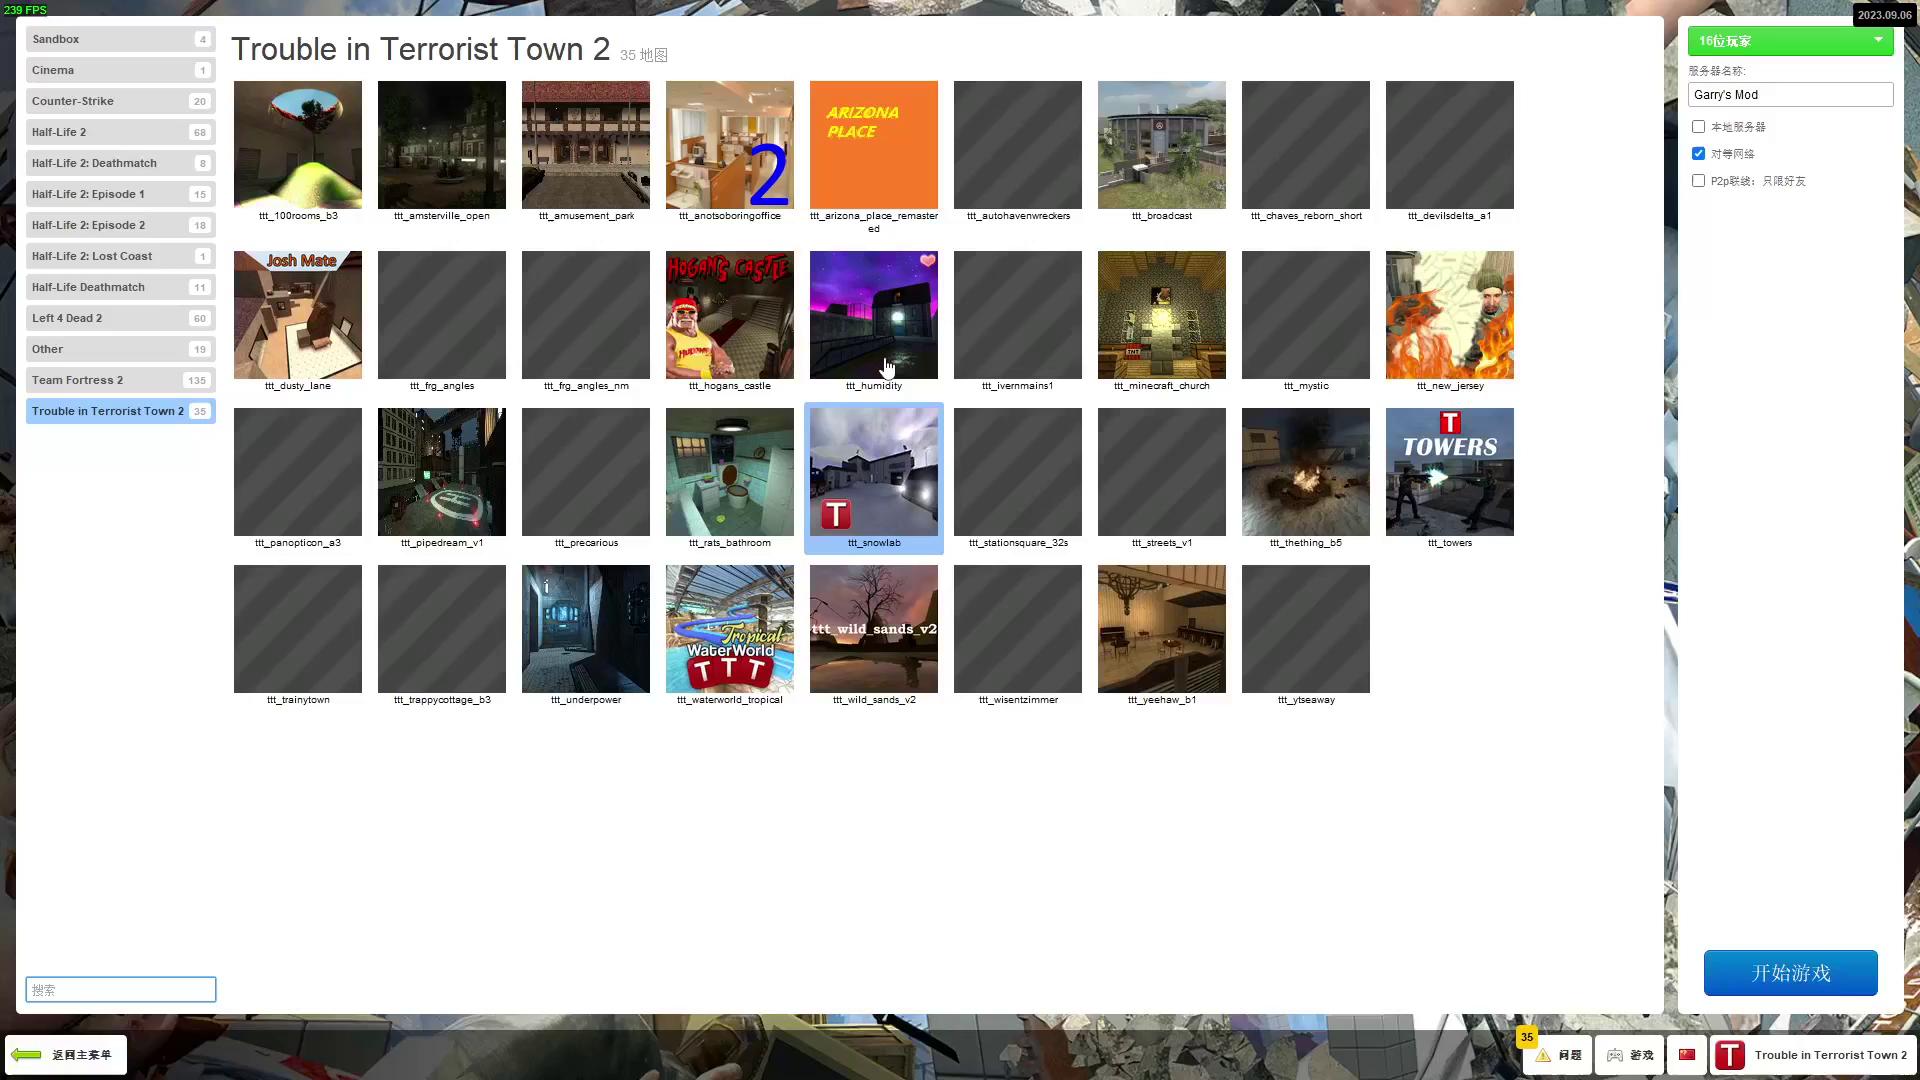 239 FPS
2023.09.06
Sandbox 4
Cinema 1
Counter-Strike 20
Half-Life 2 68
Half-Life 2: Deathmatch 8
Half-Life 2: Episode 1 15
Half-Life 2: Episode 2 18
Half-Life 2: Lost Coast 1
Half-Life Deathmatch 11
Left 4 Dead 2 60
Other 19
Team Fortress 2 135
Trouble in Terrorist Town 2 35
搜索
Trouble in Terrorist Town 2 35 地图
2
ARIZONA
PLACE
ttt_100rooms_b3
ttt_amsterville_open
ttt_amusement_park
ttt_anotsoboringoffice
ttt_arizona_place_remaster
ed
ttt_autohavenwreckers
ttt_broadcast
ttt_chaves_reborn_short
ttt_devilsdelta_a1
Josh Mate
HOGAN'S CASTLE
TNT
ttt_dusty_lane
ttt_frg_angles
ttt_frg_angles_nm
ttt_hogans_castle
ttt_humidity
ttt_ivernmains1
ttt_minecraft_church
ttt_mystic
ttt_new_jersey
T
T
TOWERS
ttt_panopticon_a3
ttt_pipedream_v1
ttt_precarious
ttt_rats_bathroom
ttt_snowlab
ttt_stationsquare_32s
ttt_streets_v1
ttt_thething_b5
ttt_towers
Tropical
WaterWorld
TTT
ttt_wild_sands_v2
ttt_trainytown
ttt_trappycottage_b3
ttt_underpower
ttt_waterworld_tropical
ttt_wild_sands_v2
ttt_wisentzimmer
ttt_yeehaw_b1
ttt_ytseaway
16位玩家
服务器名称:
Garry's Mod
本地服务器
对等网络
P2p联线：只限好友
开始游戏
返回主菜单
35
问题
游戏
T
Trouble in Terrorist Town 2